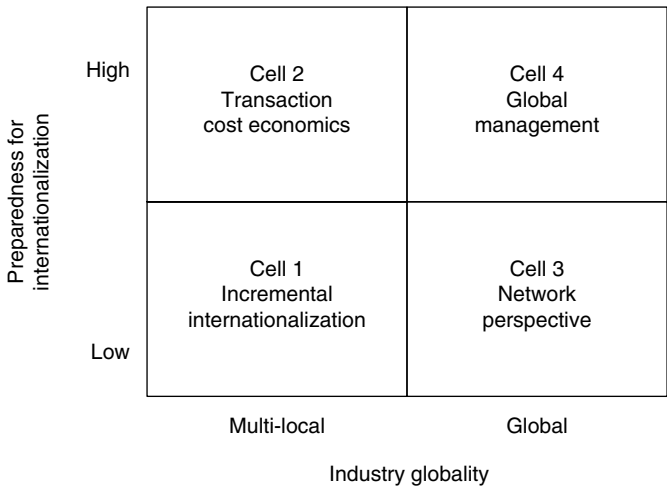 Preparedness for
internationalization
High
Cell 2
Transaction
cost economics
Cell 4
Global
management
Low
Cell 1
Incremental
internationalization
Cell 3
Network
perspective
Multi-local
Global
Industry globality